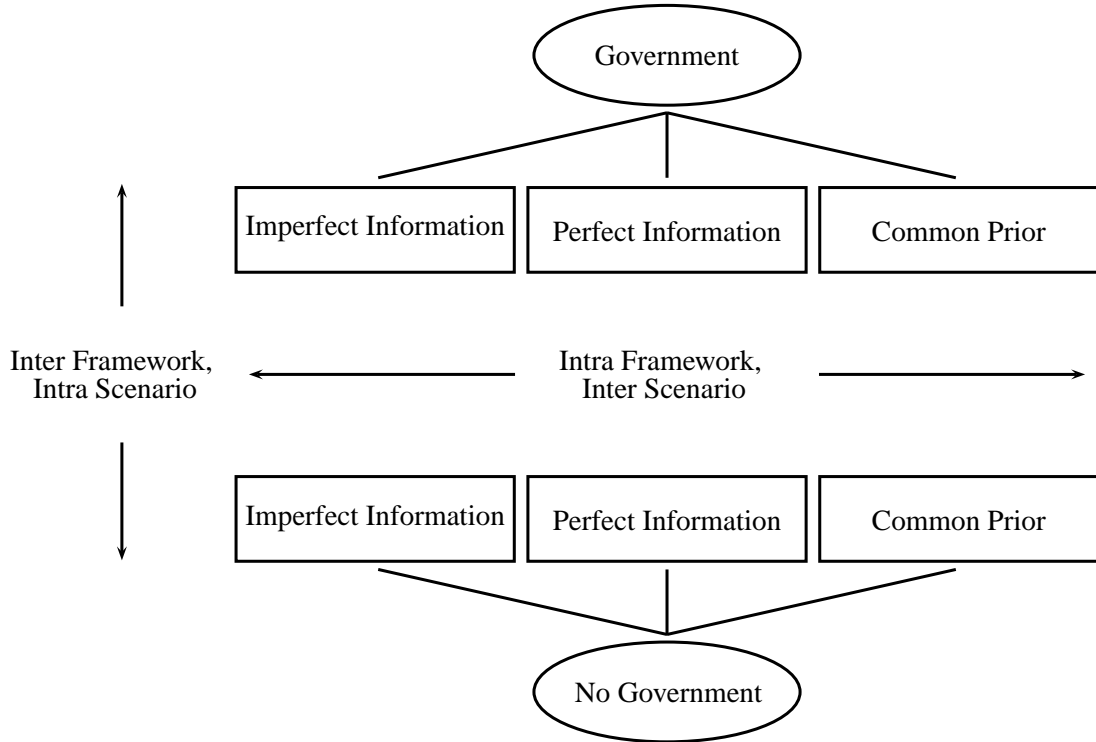 Government
Imperfect Information
Perfect Information
Common Prior
Inter Framework,
Intra Scenario
Intra Framework,
Inter Scenario
Imperfect Information
Perfect Information
Common Prior
No Government